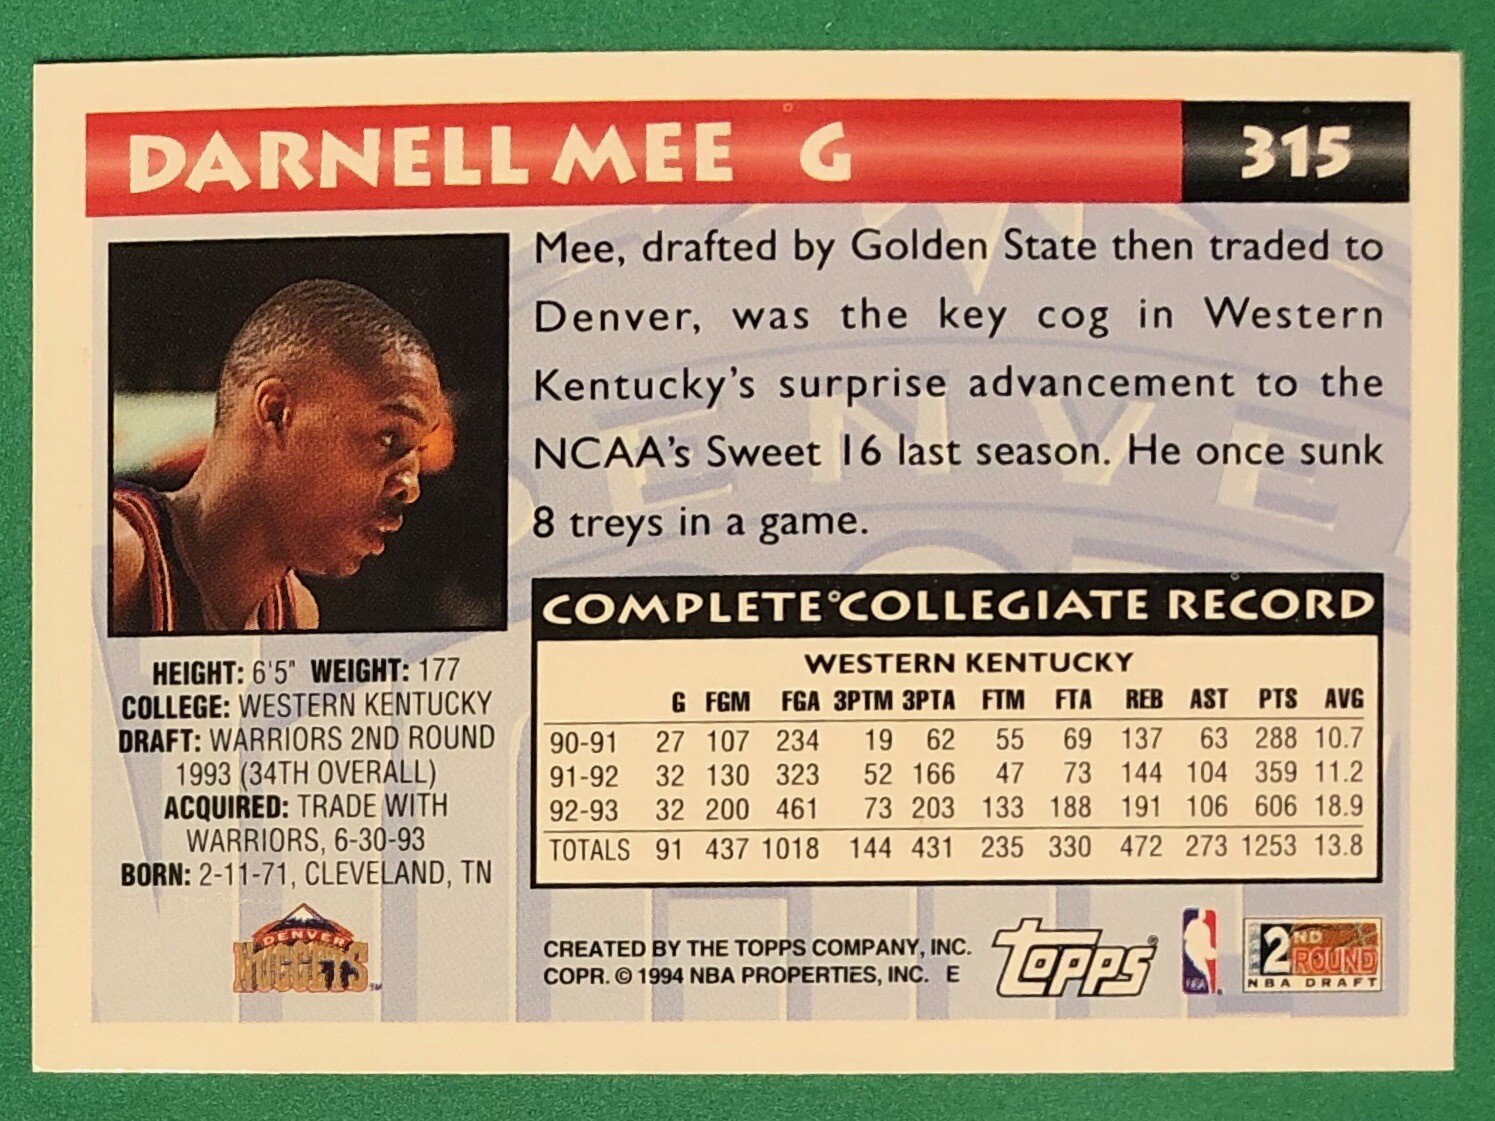 DARNELL MEE G 315
Mee, drafted by Golden State then traded to
Denver, was the key cog in Western
Kentucky's surprise advancement to the
NCAA's Sweet 16 last season. He once sunk
8 treys in a game.
HEIGHT: 6'5" WEIGHT: 177
COLLEGE: WESTERN KENTUCKY
DRAFT: WARRIORS 2ND ROUND
1993 (34TH OVERALL)
ACQUIRED: TRADE WITH
WARRIORS, 6-30-93
BORN: 2-11-71, CLEVELAND, TN
DENVER
NUGGETS
COMPLETE COLLEGIATE RECORD
WESTERN KENTUCKY
G FGM FGA 3PTM 3PTA FTM FTA REB AST PTS AVG
90-91 27 107 234 19 62 55 69 137 63 288 10.7
91-92 32 130 323 52 166 47 73 144 104 359 11.2
92-93 32 200 461 73 203 133 188 191 106 606 18.9
TOTALS 91 437 1018 144 431 235 330 472 273 1253 13.8
CREATED BY THE TOPPS COMPANY, INC.
COPR. © 1994 NBA PROPERTIES, INC. E
Topps®
2ND
ROUND
NBA DRAFT